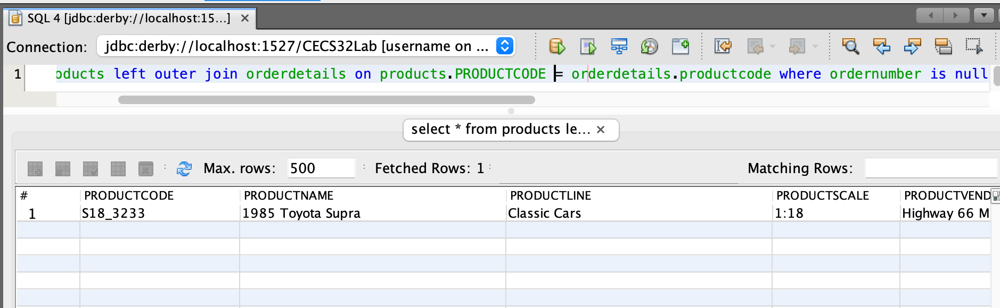 SQL 4 [jdbc:derby://localhost:15...]
Connection: jdbc:derby://localhost:1527/CECS32Lab [username on ...
1 oducts left outer join orderdetails on products.PRODUCTCODE = orderdetails.productcode where ordernumber is null
select * from products le...
Max. rows: 500 Fetched Rows: 1 Matching Rows:
# PRODUCTCODE PRODUCTNAME PRODUCTLINE PRODUCTSCALE PRODUCTVEND
1 S18_3233 1985 Toyota Supra Classic Cars 1:18 Highway 66 M